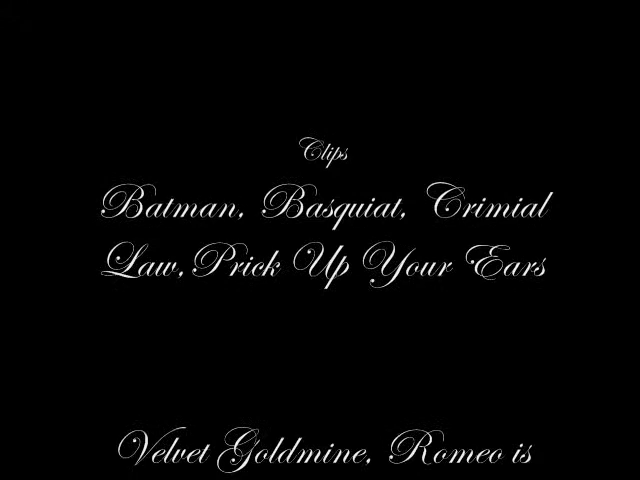 Clips
Batman, Basquiat, Crimial
Law, Prick Up Your Ears
Velvet Goldmine, Romeo is